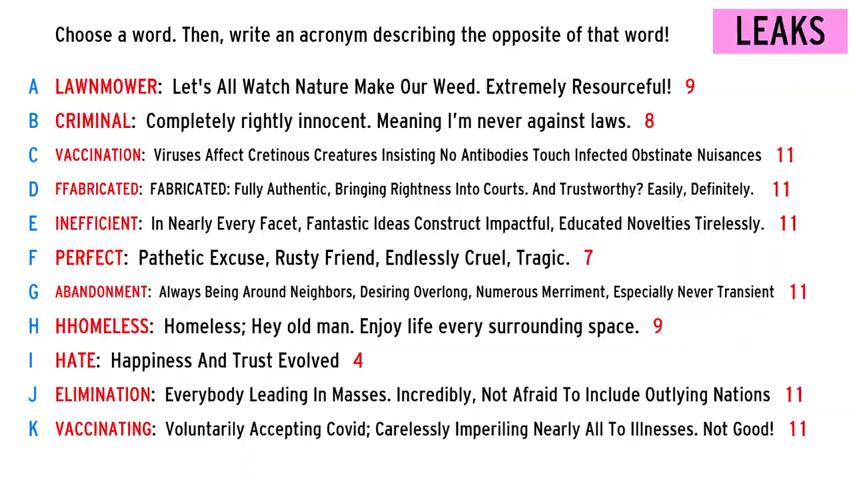 Choose a word. Then, write an acronym describing the opposite of that word!
LEAKS
A LAWNMOWER: Let's All Watch Nature Make Our Weed. Extremely Resourceful! 9
B CRIMINAL: Completely rightly innocent. Meaning I'm never against laws. 8
C VACCINATION: Viruses Affect Cretinous Creatures Insisting No Antibodies Touch Infected Obstinate Nuisances 11
D FFABRICATED: FABRICATED: Fully Authentic, Bringing Rightness Into Courts. And Trustworthy? Easily, Definitely. 11
E INEFFICIENT: In Nearly Every Facet, Fantastic Ideas Construct Impactful, Educated Novelties Tirelessly. 11
F PERFECT: Pathetic Excuse, Rusty Friend, Endlessly Cruel, Tragic. 7
G ABANDONMENT: Always Being Around Neighbors, Desiring Overlong, Numerous Merriment, Especially Never Transient 11
H HHOMELESS: Homeless; Hey old man. Enjoy life every surrounding space. 9
I HATE: Happiness And Trust Evolved 4
J ELIMINATION: Everybody Leading In Masses. Incredibly, Not Afraid To Include Outlying Nations 11
K VACCINATING: Voluntarily Accepting Covid; Carelessly Imperiling Nearly All To Illnesses. Not Good! 11